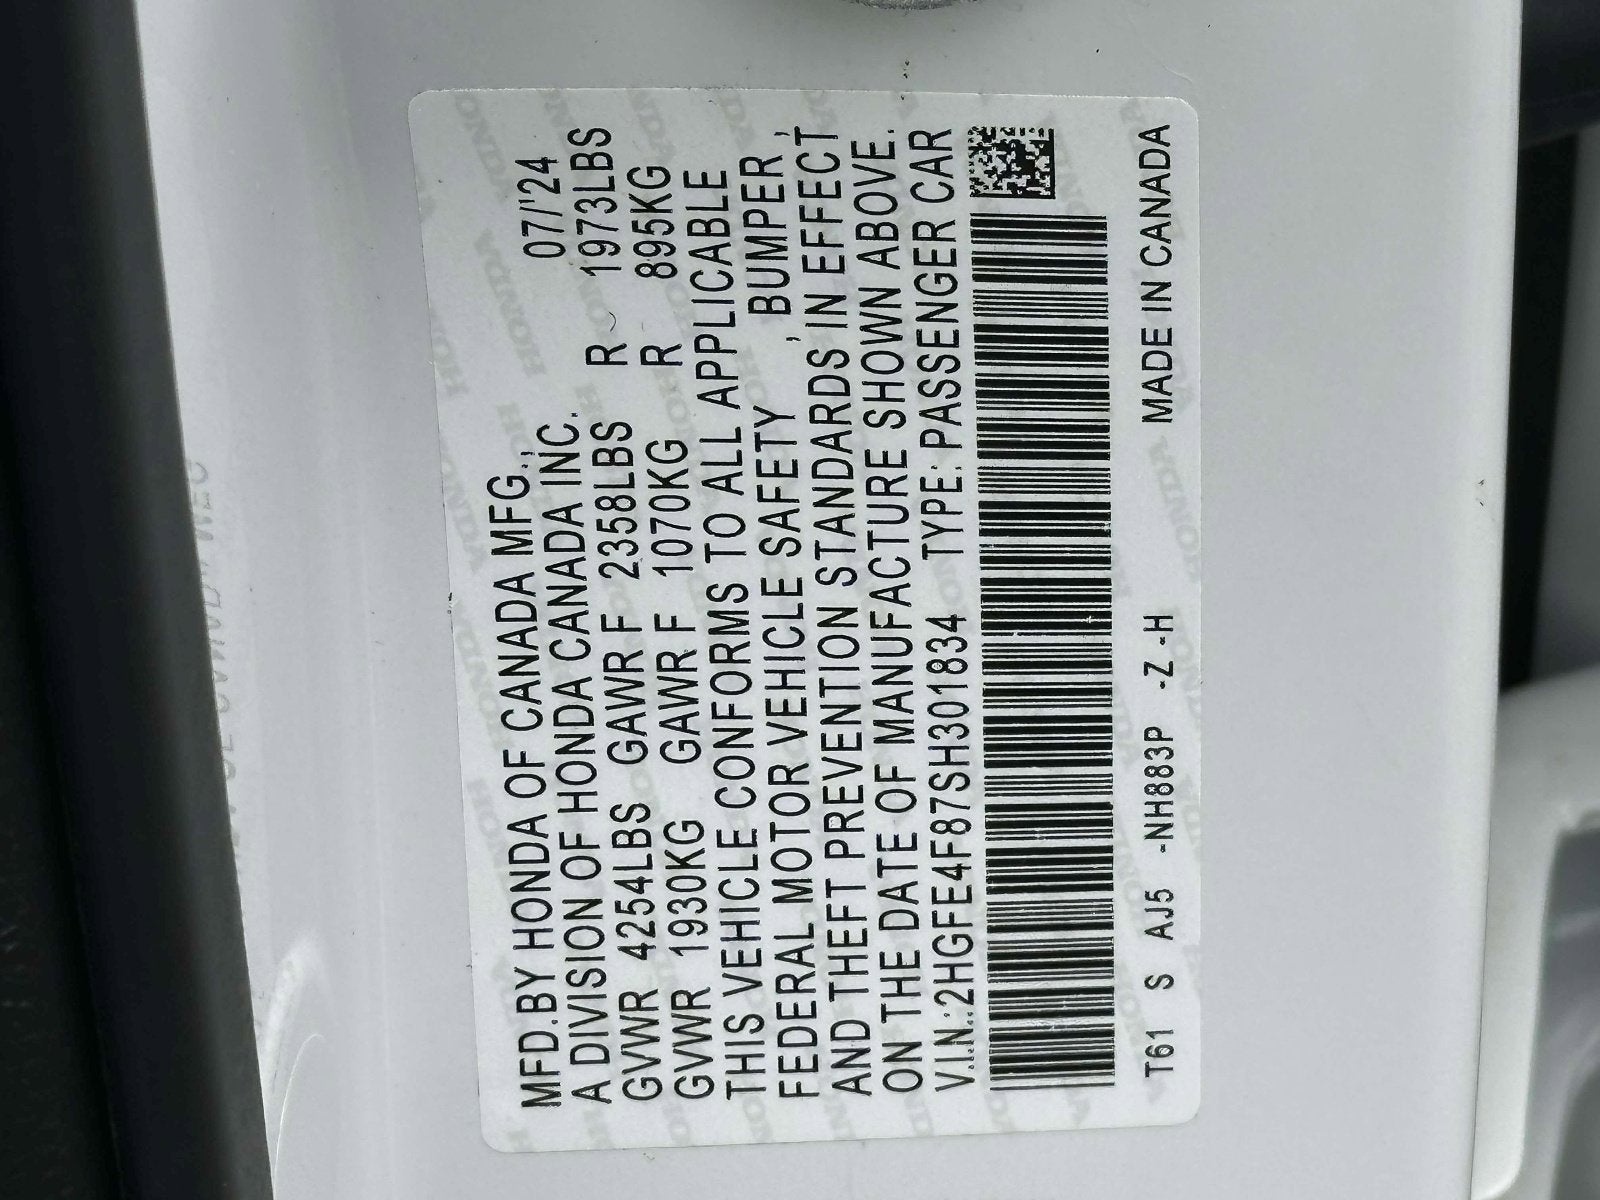 MFD.BY HONDA OF CANADA MFG., 07/'24
A DIVISION OF HONDA CANADA INC.
GVWR 4254LBS GAWR F 2358LBS R 1973LBS
GVWR 1930KG GAWR F 1070KG R 895KG
THIS VEHICLE CONFORMS TO ALL APPLICABLE
FEDERAL MOTOR VEHICLE SAFETY , BUMPER ,
AND THEFT PREVENTION STANDARDS IN EFFECT
ON THE DATE OF MANUFACTURE SHOWN ABOVE.
V.I.N.:2HGFE4F87SH301834 TYPE: PASSENGER CAR
T61 S AJ5 -NH883P -Z -H MADE IN CANADA